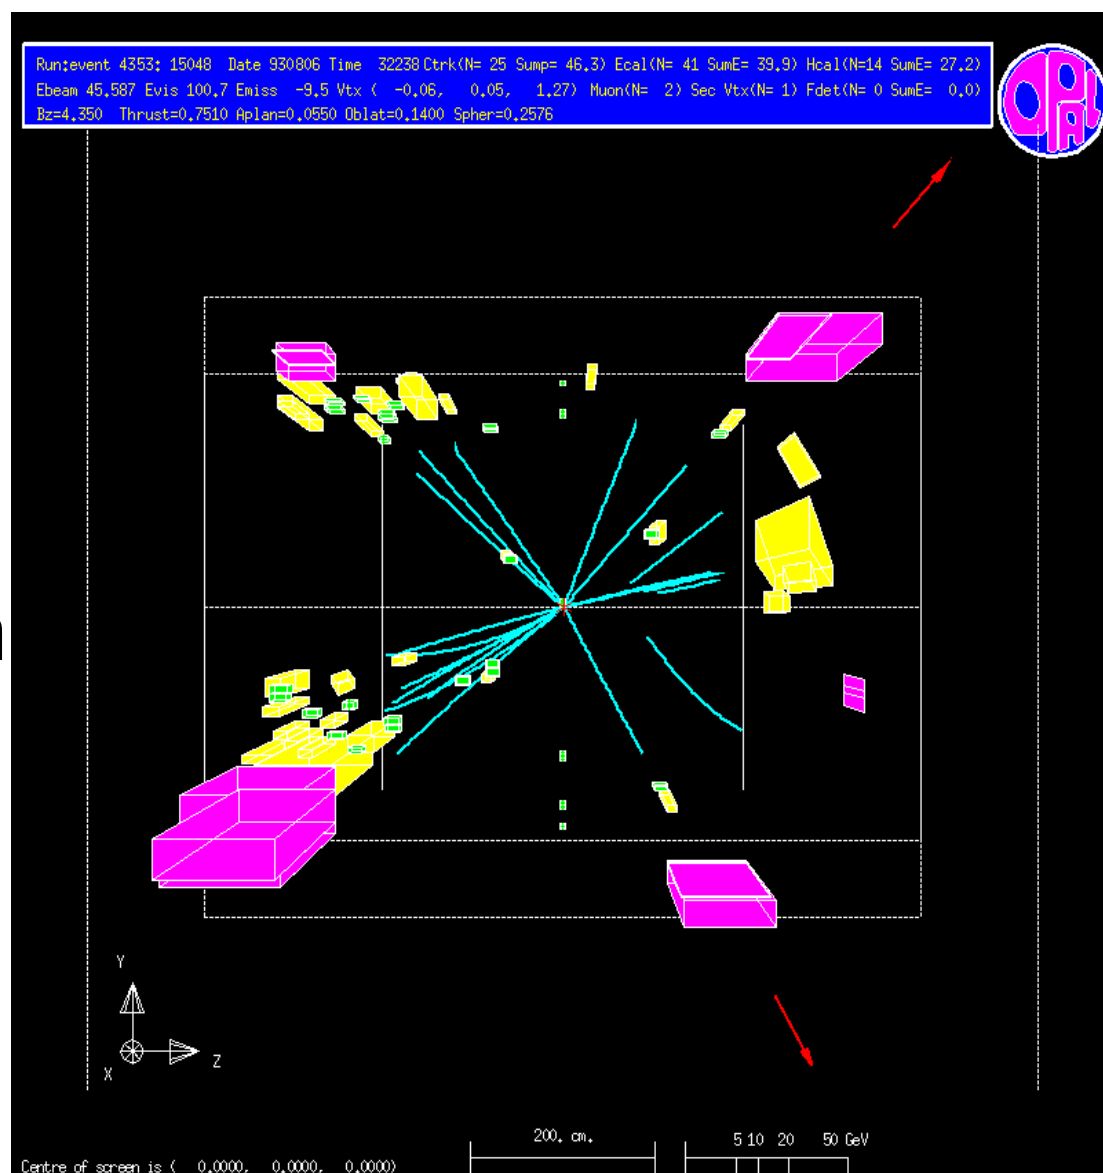 Run:event 4353: 15048 Date 930806 Time 32238 Ctrk(N= 25 Sump= 46.3) Ecal(N= 41 SumE= 39.9) Hcal(N=14 SumE= 27.2)
Ebeam 45.587 Evis 100.7 Emiss -9.5 Vtx ( -0.06, 0.05, 1.27) Muon(N= 2) Sec Vtx(N= 1) Fdet(N= 0 SumE= 0.0)
Bz=4.350 Thrust=0.7510 Aplan=0.0550 Oblat=0.1400 Spher=0.2576
OPAL
n
Y
X
Z
200. cm.
5 10 20 50 GeV
Centre of screen is ( 0.0000, 0.0000, 0.0000)